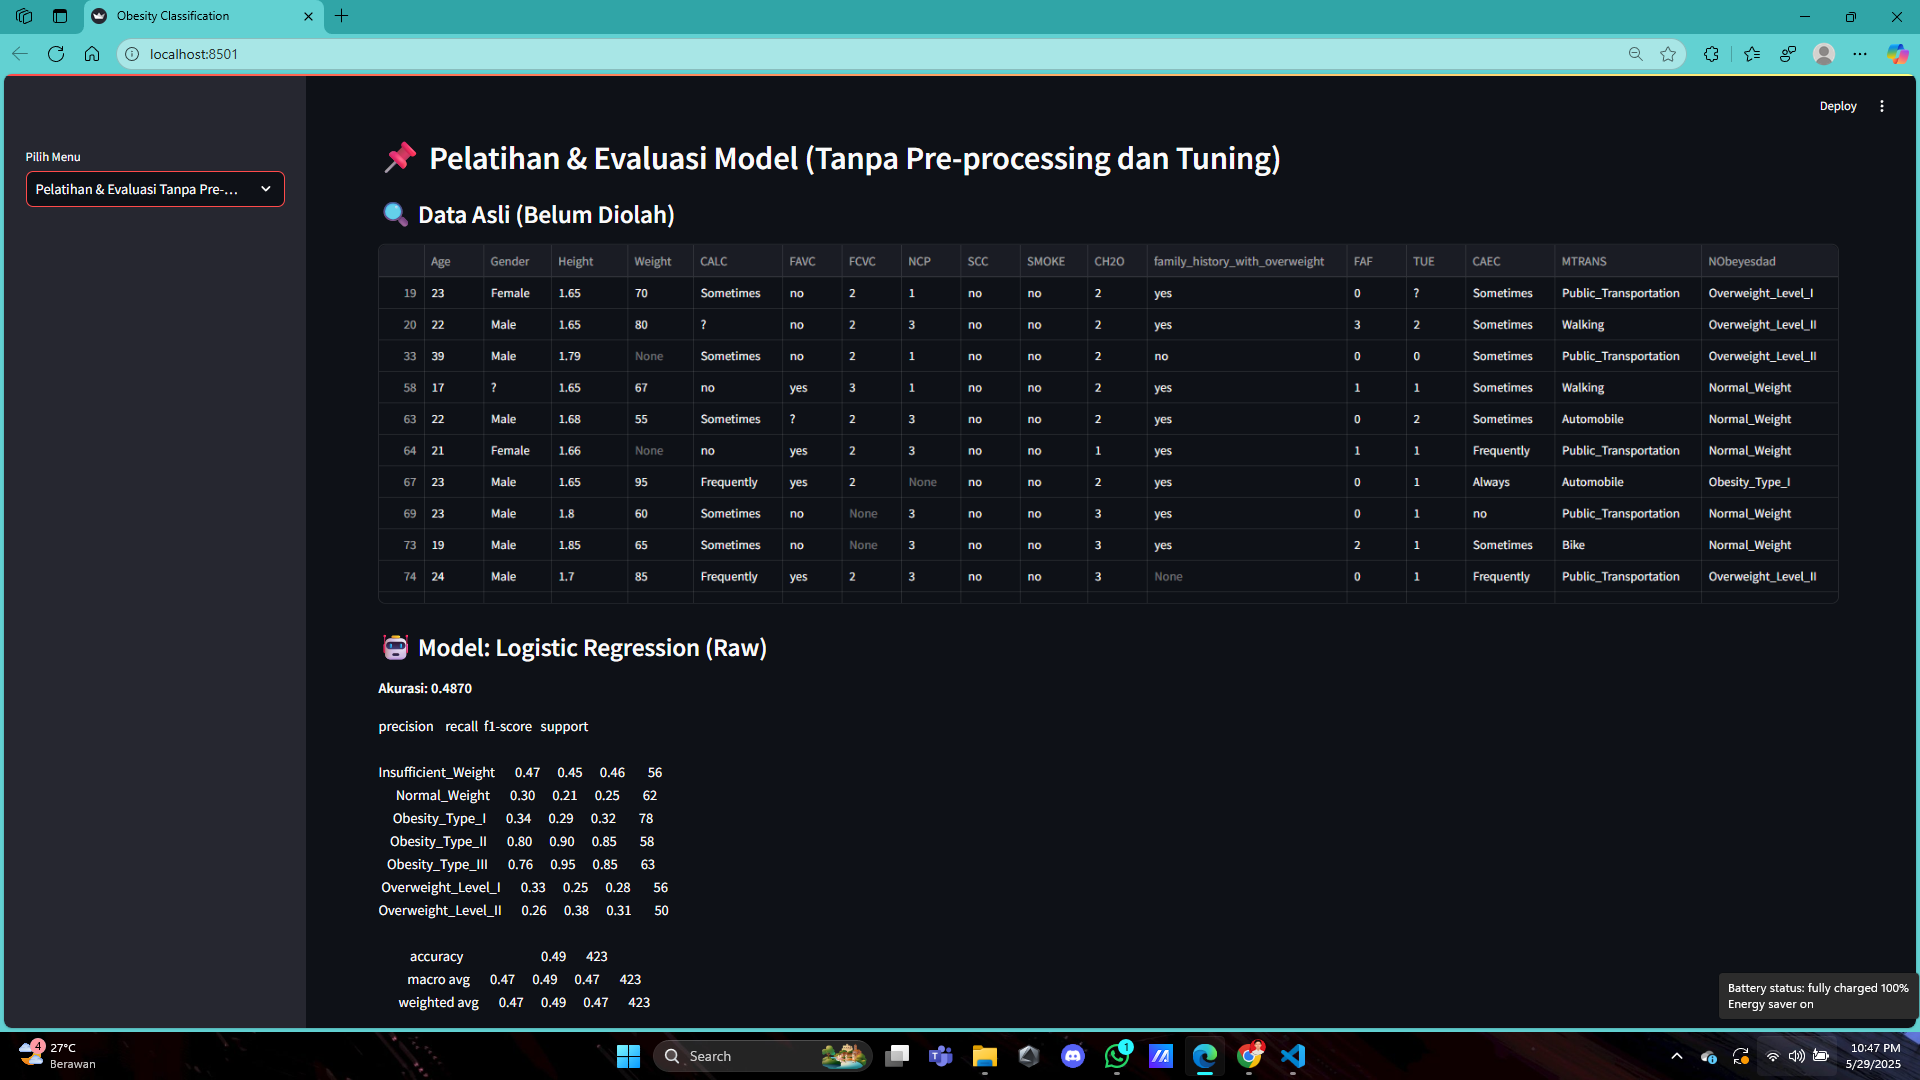 Obesity Classification
localhost:8501
Deploy
Pilih Menu
Pelatihan & Evaluasi Tanpa Pre-...
Pelatihan & Evaluasi Model (Tanpa Pre-processing dan Tuning)
Data Asli (Belum Diolah)
Age Gender Height Weight CALC FAVC FCVC NCP SCC SMOKE CH2O family_history_with_overweight FAF TUE CAEC MTRANS NObeyesdad
19 23 Female 1.65 70 Sometimes no 2 1 no no 2 yes 0 ? Sometimes Public_Transportation Overweight_Level_I
20 22 Male 1.65 80 ? no 2 3 no no 2 yes 3 2 Sometimes Walking Overweight_Level_II
33 39 Male 1.79 None Sometimes no 2 1 no no 2 no 0 0 Sometimes Public_Transportation Overweight_Level_II
58 17 ? 1.65 67 no yes 3 1 no no 2 yes 1 1 Sometimes Walking Normal_Weight
63 22 Male 1.68 55 Sometimes ? 2 3 no no 2 yes 0 2 Sometimes Automobile Normal_Weight
64 21 Female 1.66 None no yes 2 3 no no 1 yes 1 1 Frequently Public_Transportation Normal_Weight
67 23 Male 1.65 95 Frequently yes 2 None no no 2 yes 0 1 Always Automobile Obesity_Type_I
69 23 Male 1.8 60 Sometimes no None 3 no no 3 yes 0 1 no Public_Transportation Normal_Weight
73 19 Male 1.85 65 Sometimes no None 3 no no 3 yes 2 1 Sometimes Bike Normal_Weight
74 24 Male 1.7 85 Frequently yes 2 3 no no 3 None 0 1 Frequently Public_Transportation Overweight_Level_II
Model: Logistic Regression (Raw)
Akurasi: 0.4870
precision recall f1-score support
Insufficient_Weight 0.47 0.45 0.46 56
Normal_Weight 0.30 0.21 0.25 62
Obesity_Type_I 0.34 0.29 0.32 78
Obesity_Type_II 0.80 0.90 0.85 58
Obesity_Type_III 0.76 0.95 0.85 63
Overweight_Level_I 0.33 0.25 0.28 56
Overweight_Level_II 0.26 0.38 0.31 50
accuracy 0.49 423
macro avg 0.47 0.49 0.47 423
weighted avg 0.47 0.49 0.47 423
Battery status: fully charged 100%
Energy saver on
4
27°C
Berawan
Search
1
10:47 PM
5/29/2025